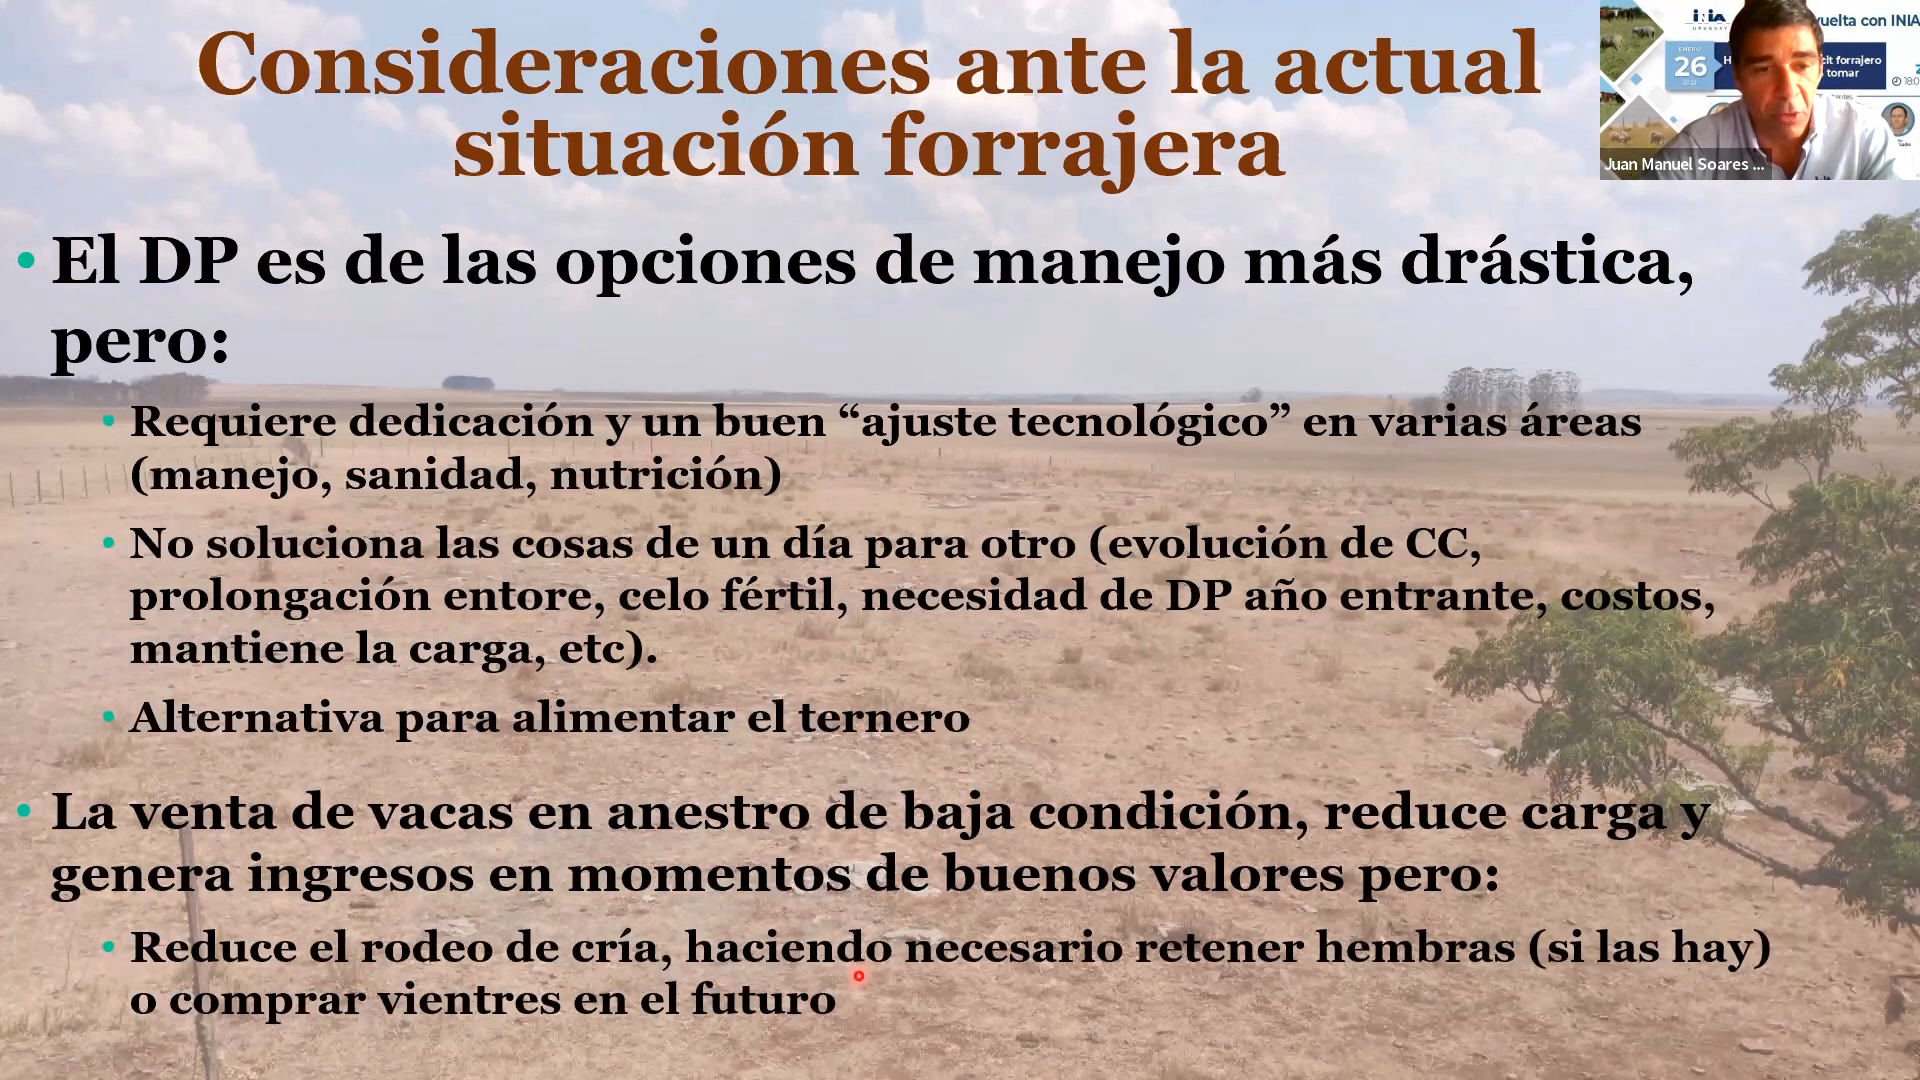 Consideraciones ante la actual
situación forrajera
• El DP es de las opciones de manejo más drástica,
pero:
• Requiere dedicación y un buen “ajuste tecnológico” en varias áreas
(manejo, sanidad, nutrición)
• No soluciona las cosas de un día para otro (evolución de CC,
prolongación entore, celo fértil, necesidad de DP año entrante, costos,
mantiene la carga, etc).
• Alternativa para alimentar el ternero
• La venta de vacas en anestro de baja condición, reduce carga y
genera ingresos en momentos de buenos valores pero:
• Reduce el rodeo de cría, haciendo necesario retener hembras (si las hay)
o comprar vientres en el futuro
INIA
URUGUAY
vuelta con INIA
ENERO
26
2022
forrajero
tomar
Juan Manuel Soares ...